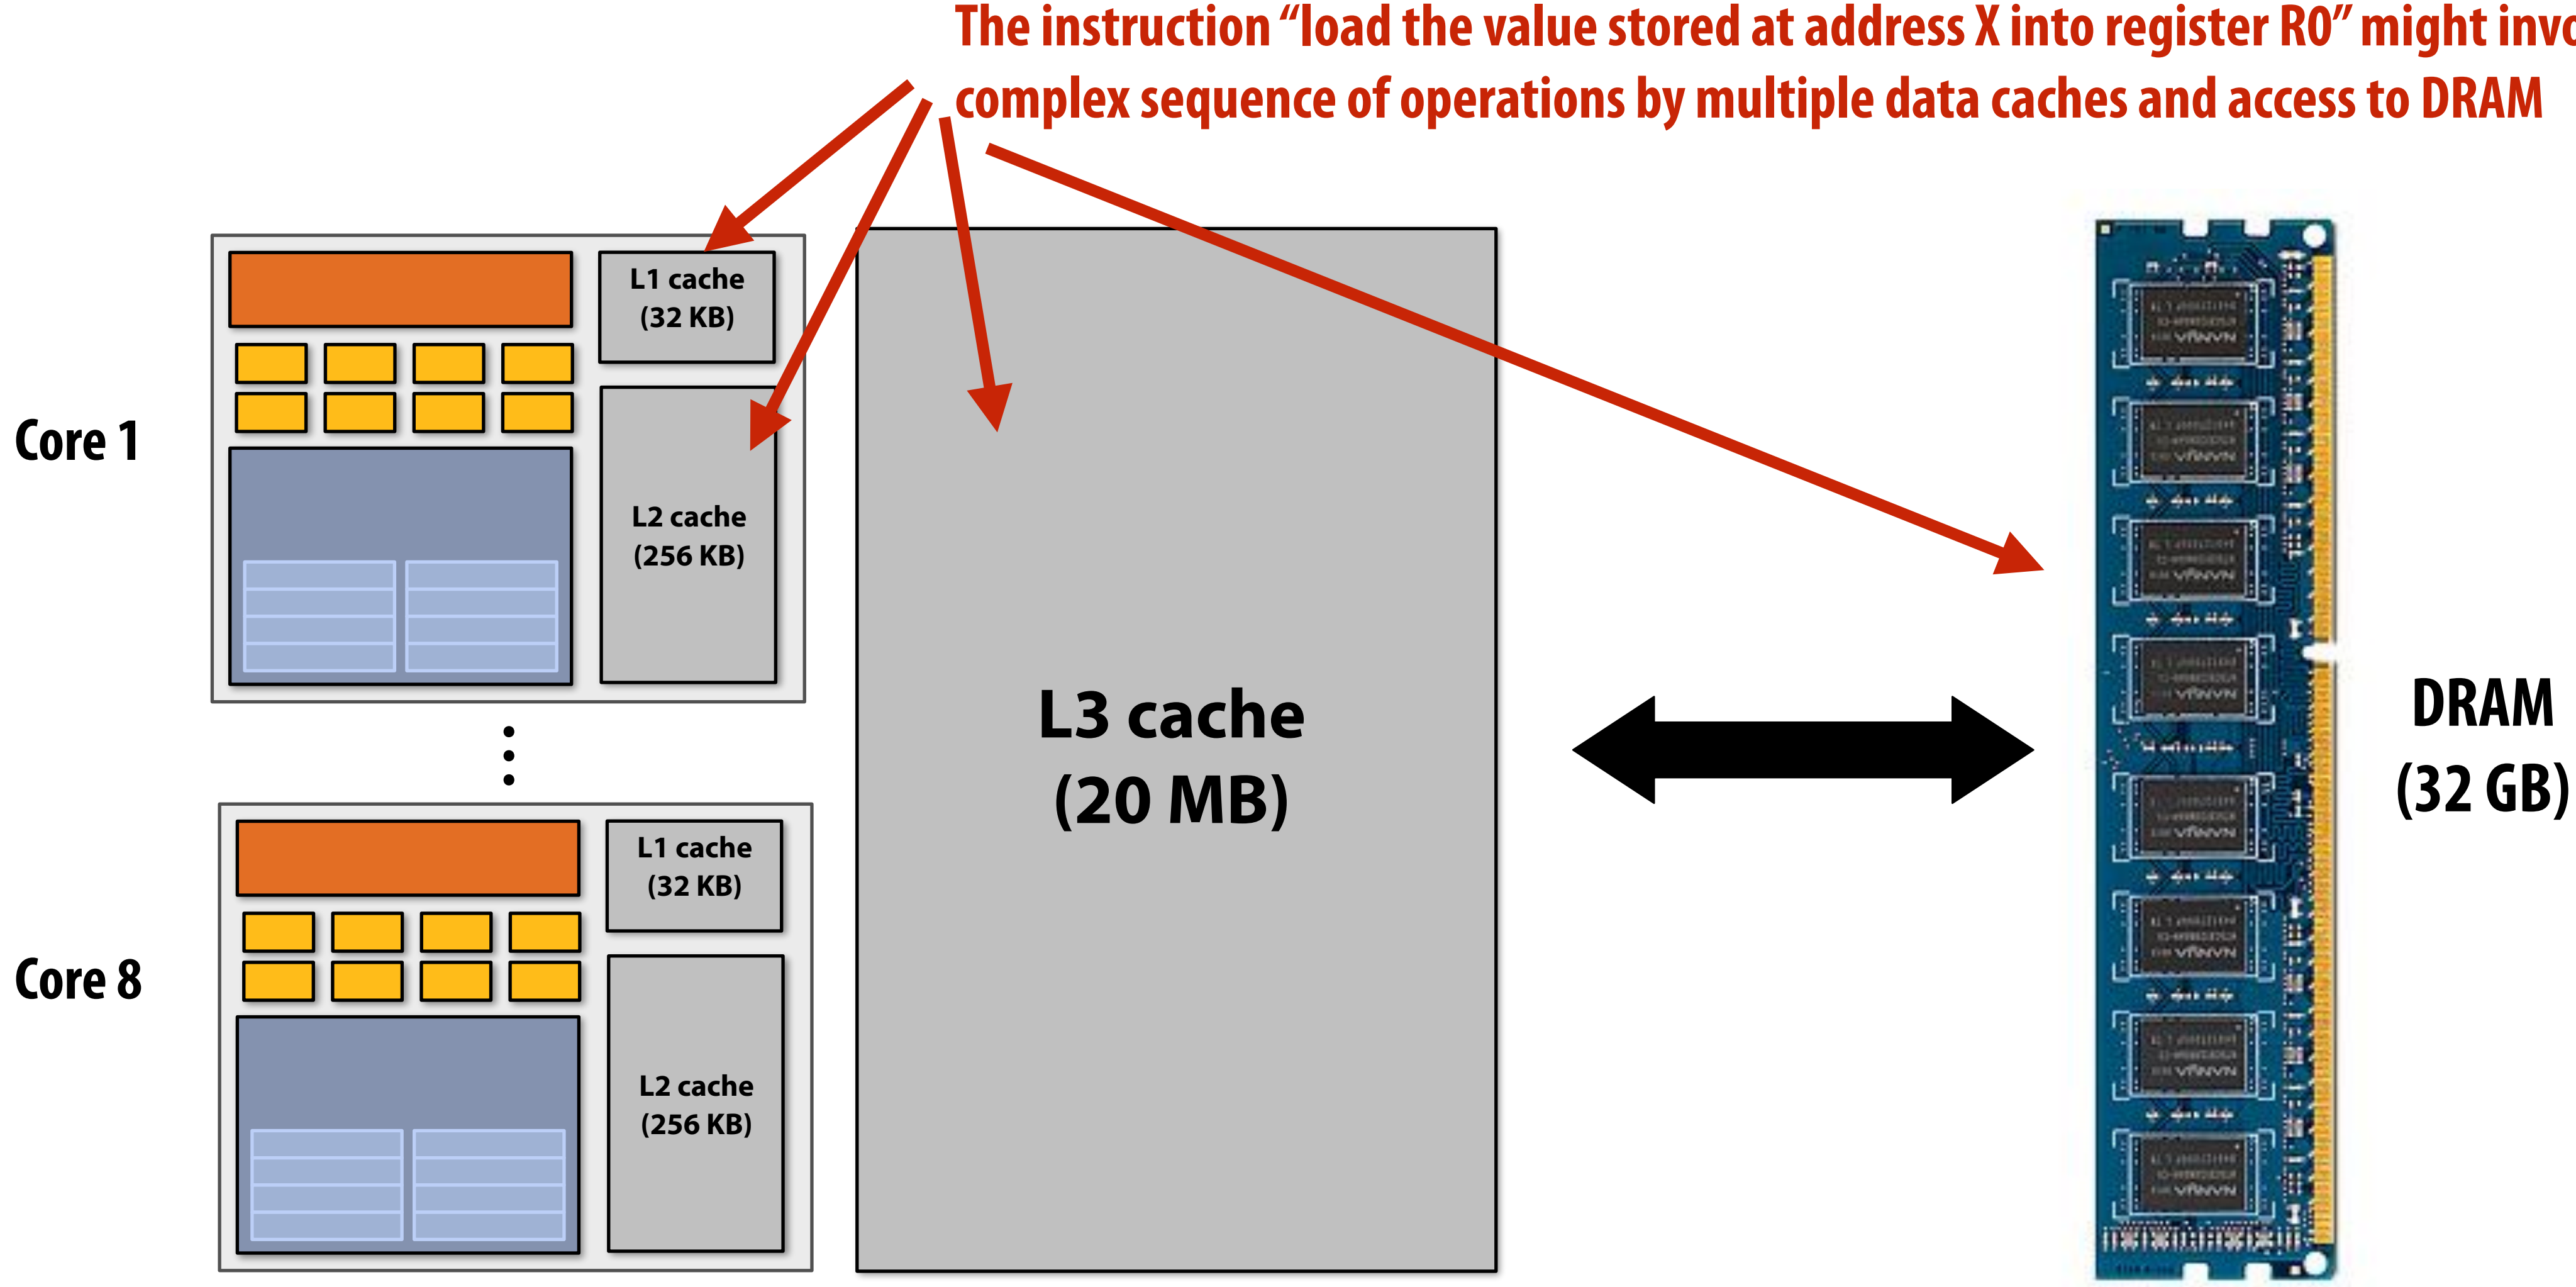 The instruction “load the value stored at address X into register R0” might invo
complex sequence of operations by multiple data caches and access to DRAM
Core 1
L1 cache
(32 KB)
L2 cache
(256 KB)
L3 cache
(20 MB)
DRAM
(32 GB)
Core 8
L1 cache
(32 KB)
L2 cache
(256 KB)